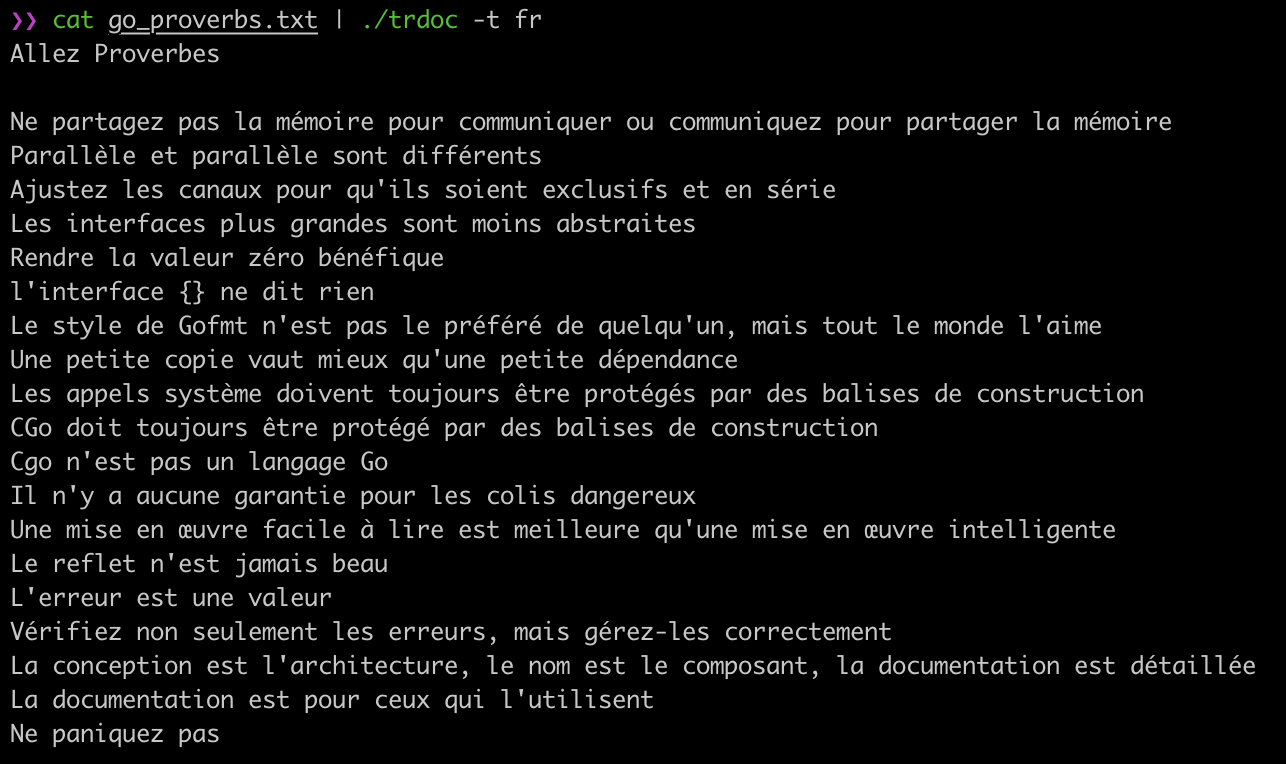 ❯❯ cat go_proverbs.txt | ./trdoc -t fr
Allez Proverbes
Ne partagez pas la mémoire pour communiquer ou communiquez pour partager la mémoire
Parallèle et parallèle sont différents
Ajustez les canaux pour qu'ils soient exclusifs et en série
Les interfaces plus grandes sont moins abstraites
Rendre la valeur zéro bénéfique
l'interface {} ne dit rien
Le style de Gofmt n'est pas le préféré de quelqu'un, mais tout le monde l'aime
Une petite copie vaut mieux qu'une petite dépendance
Les appels système doivent toujours être protégés par des balises de construction
CGo doit toujours être protégé par des balises de construction
Cgo n'est pas un langage Go
Il n'y a aucune garantie pour les colis dangereux
Une mise en œuvre facile à lire est meilleure qu'une mise en œuvre intelligente
Le reflet n'est jamais beau
L'erreur est une valeur
Vérifiez non seulement les erreurs, mais gérez-les correctement
La conception est l'architecture, le nom est le composant, la documentation est détaillée
La documentation est pour ceux qui l'utilisent
Ne paniquez pas